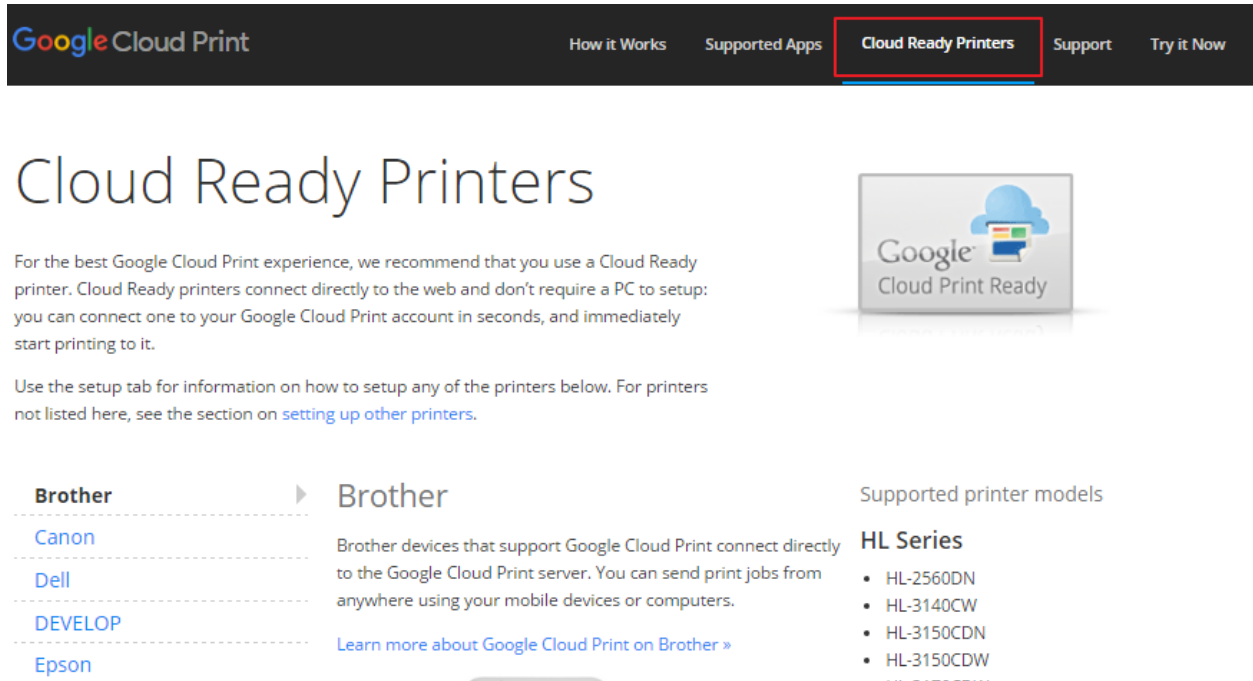 Google Cloud Print
How it Works
Supported Apps
Cloud Ready Printers
Support
Try it Now
Cloud Ready Printers
Google
Cloud Print Ready
For the best Google Cloud Print experience, we recommend that you use a Cloud Ready
printer. Cloud Ready printers connect directly to the web and don't require a PC to setup:
you can connect one to your Google Cloud Print account in seconds, and immediately
start printing to it.
Use the setup tab for information on how to setup any of the printers below. For printers
not listed here, see the section on setting up other printers.
Brother
Canon
Dell
DEVELOP
Epson
Brother
Brother devices that support Google Cloud Print connect directly
to the Google Cloud Print server. You can send print jobs from
anywhere using your mobile devices or computers.
Learn more about Google Cloud Print on Brother »
Supported printer models
HL Series
• HL-2560DN
• HL-3140CW
• HL-3150CDN
• HL-3150CDW